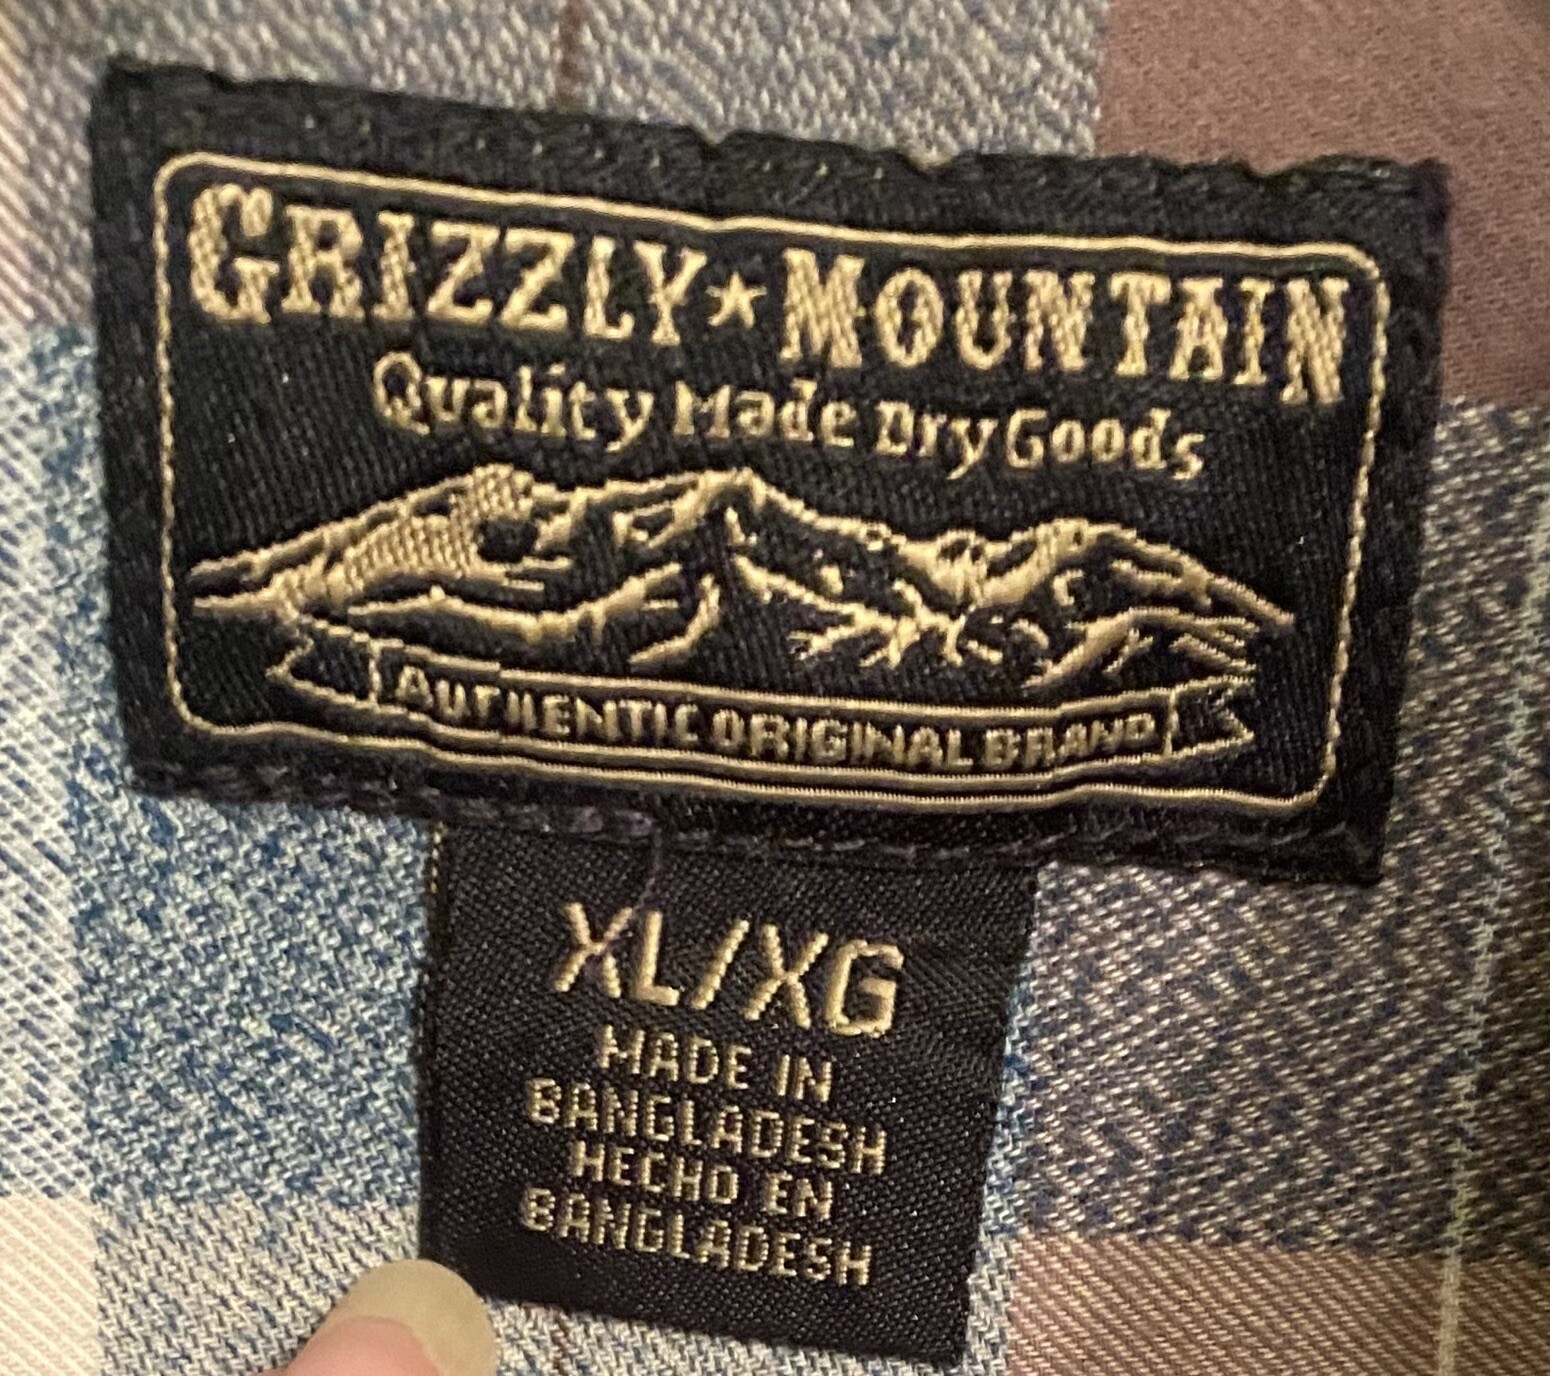 GRIZZLY★MOUNTAIN
Quality Made Dry Goods
AUTHENTIC ORIGINAL BRAND
XL/XG
MADE IN
BANGLADESH
HECHO EN
BANGLADESH